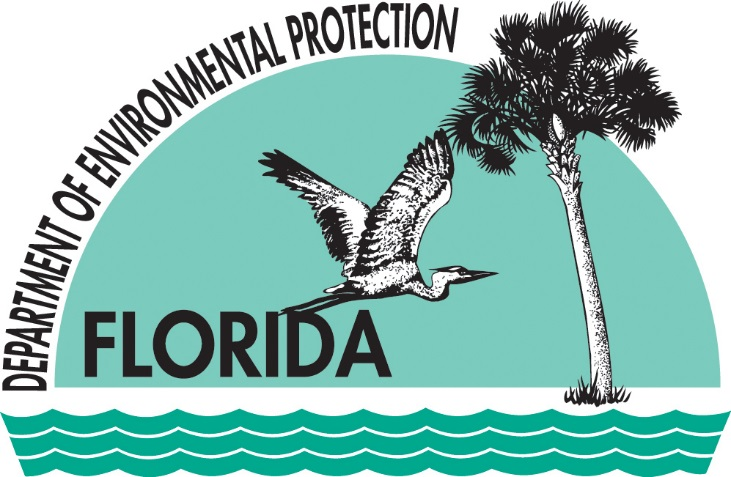 DEPARTMENT OF ENVIRONMENTAL PROTECTION
FLORIDA